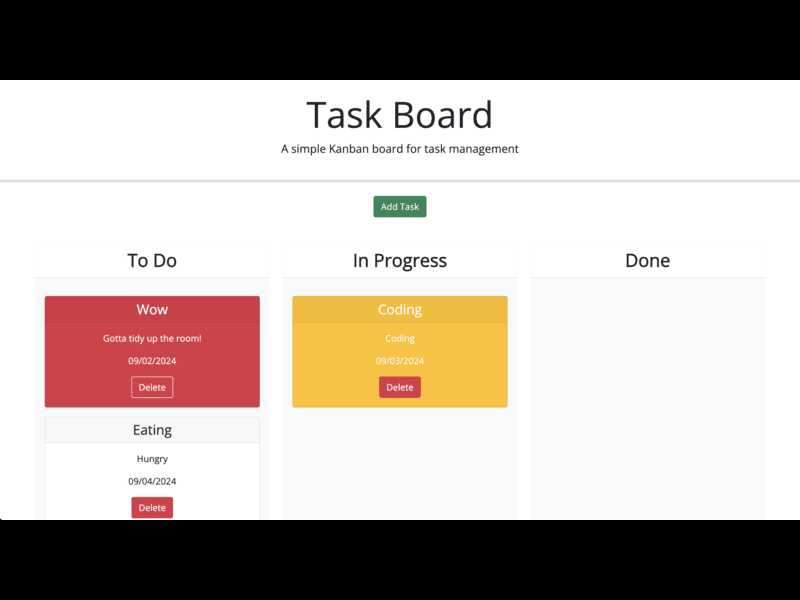 Task Board
A simple Kanban board for task management
Add Task
To Do
Wow
Gotta tidy up the room!
09/02/2024
Delete
Eating
Hungry
09/04/2024
Delete
In Progress
Coding
Coding
09/03/2024
Delete
Done